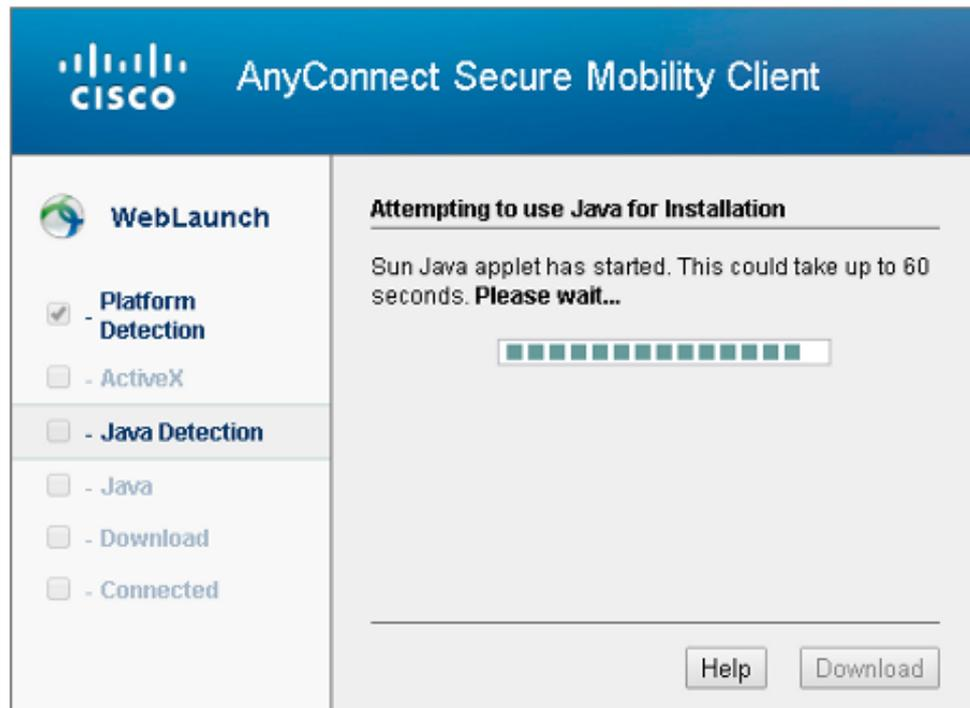 CISCO
AnyConnect Secure Mobility Client
WebLaunch
- Platform
Detection
- ActiveX
- Java Detection
- Java
- Download
- Connected
Attempting to use Java for Installation
Sun Java applet has started. This could take up to 60
seconds. Please wait...
Help
Download